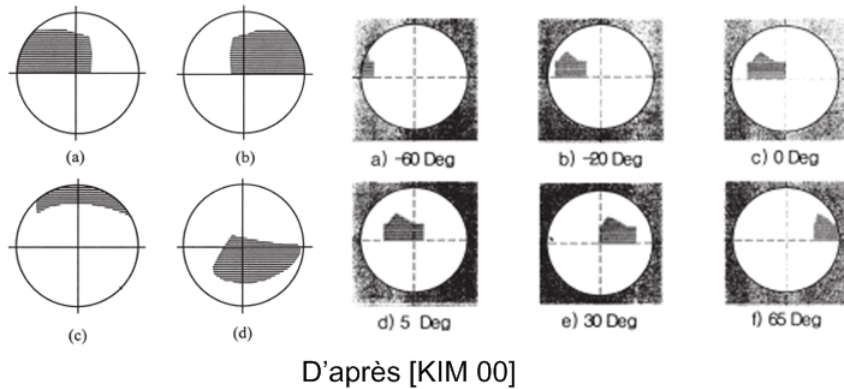 (a) (b) a) -60 Deg b) -20 Deg c) 0 Deg
(c) (d) d) 5 Deg e) 30 Deg f) 65 Deg
D'après [KIM 00]